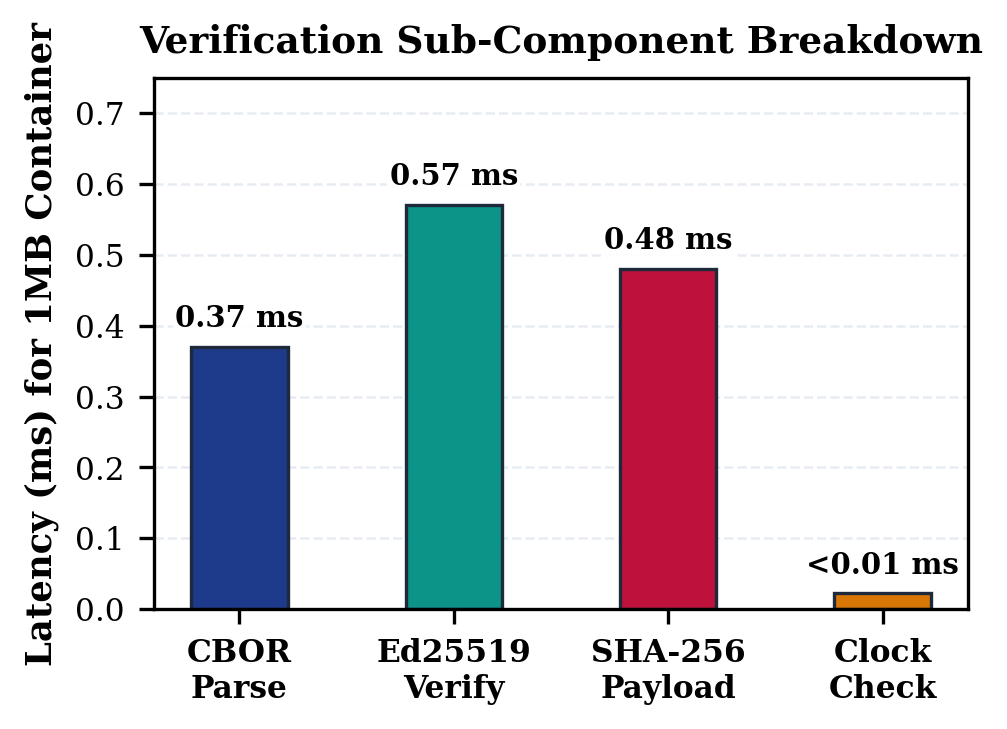 Verification Sub-Component Breakdown
Latency (ms) for 1MB Container
0.7
0.6
0.5
0.4
0.3
0.2
0.1
0.0
0.37 ms
0.57 ms
0.48 ms
<0.01 ms
CBOR
Parse
Ed25519
Verify
SHA-256
Payload
Clock
Check